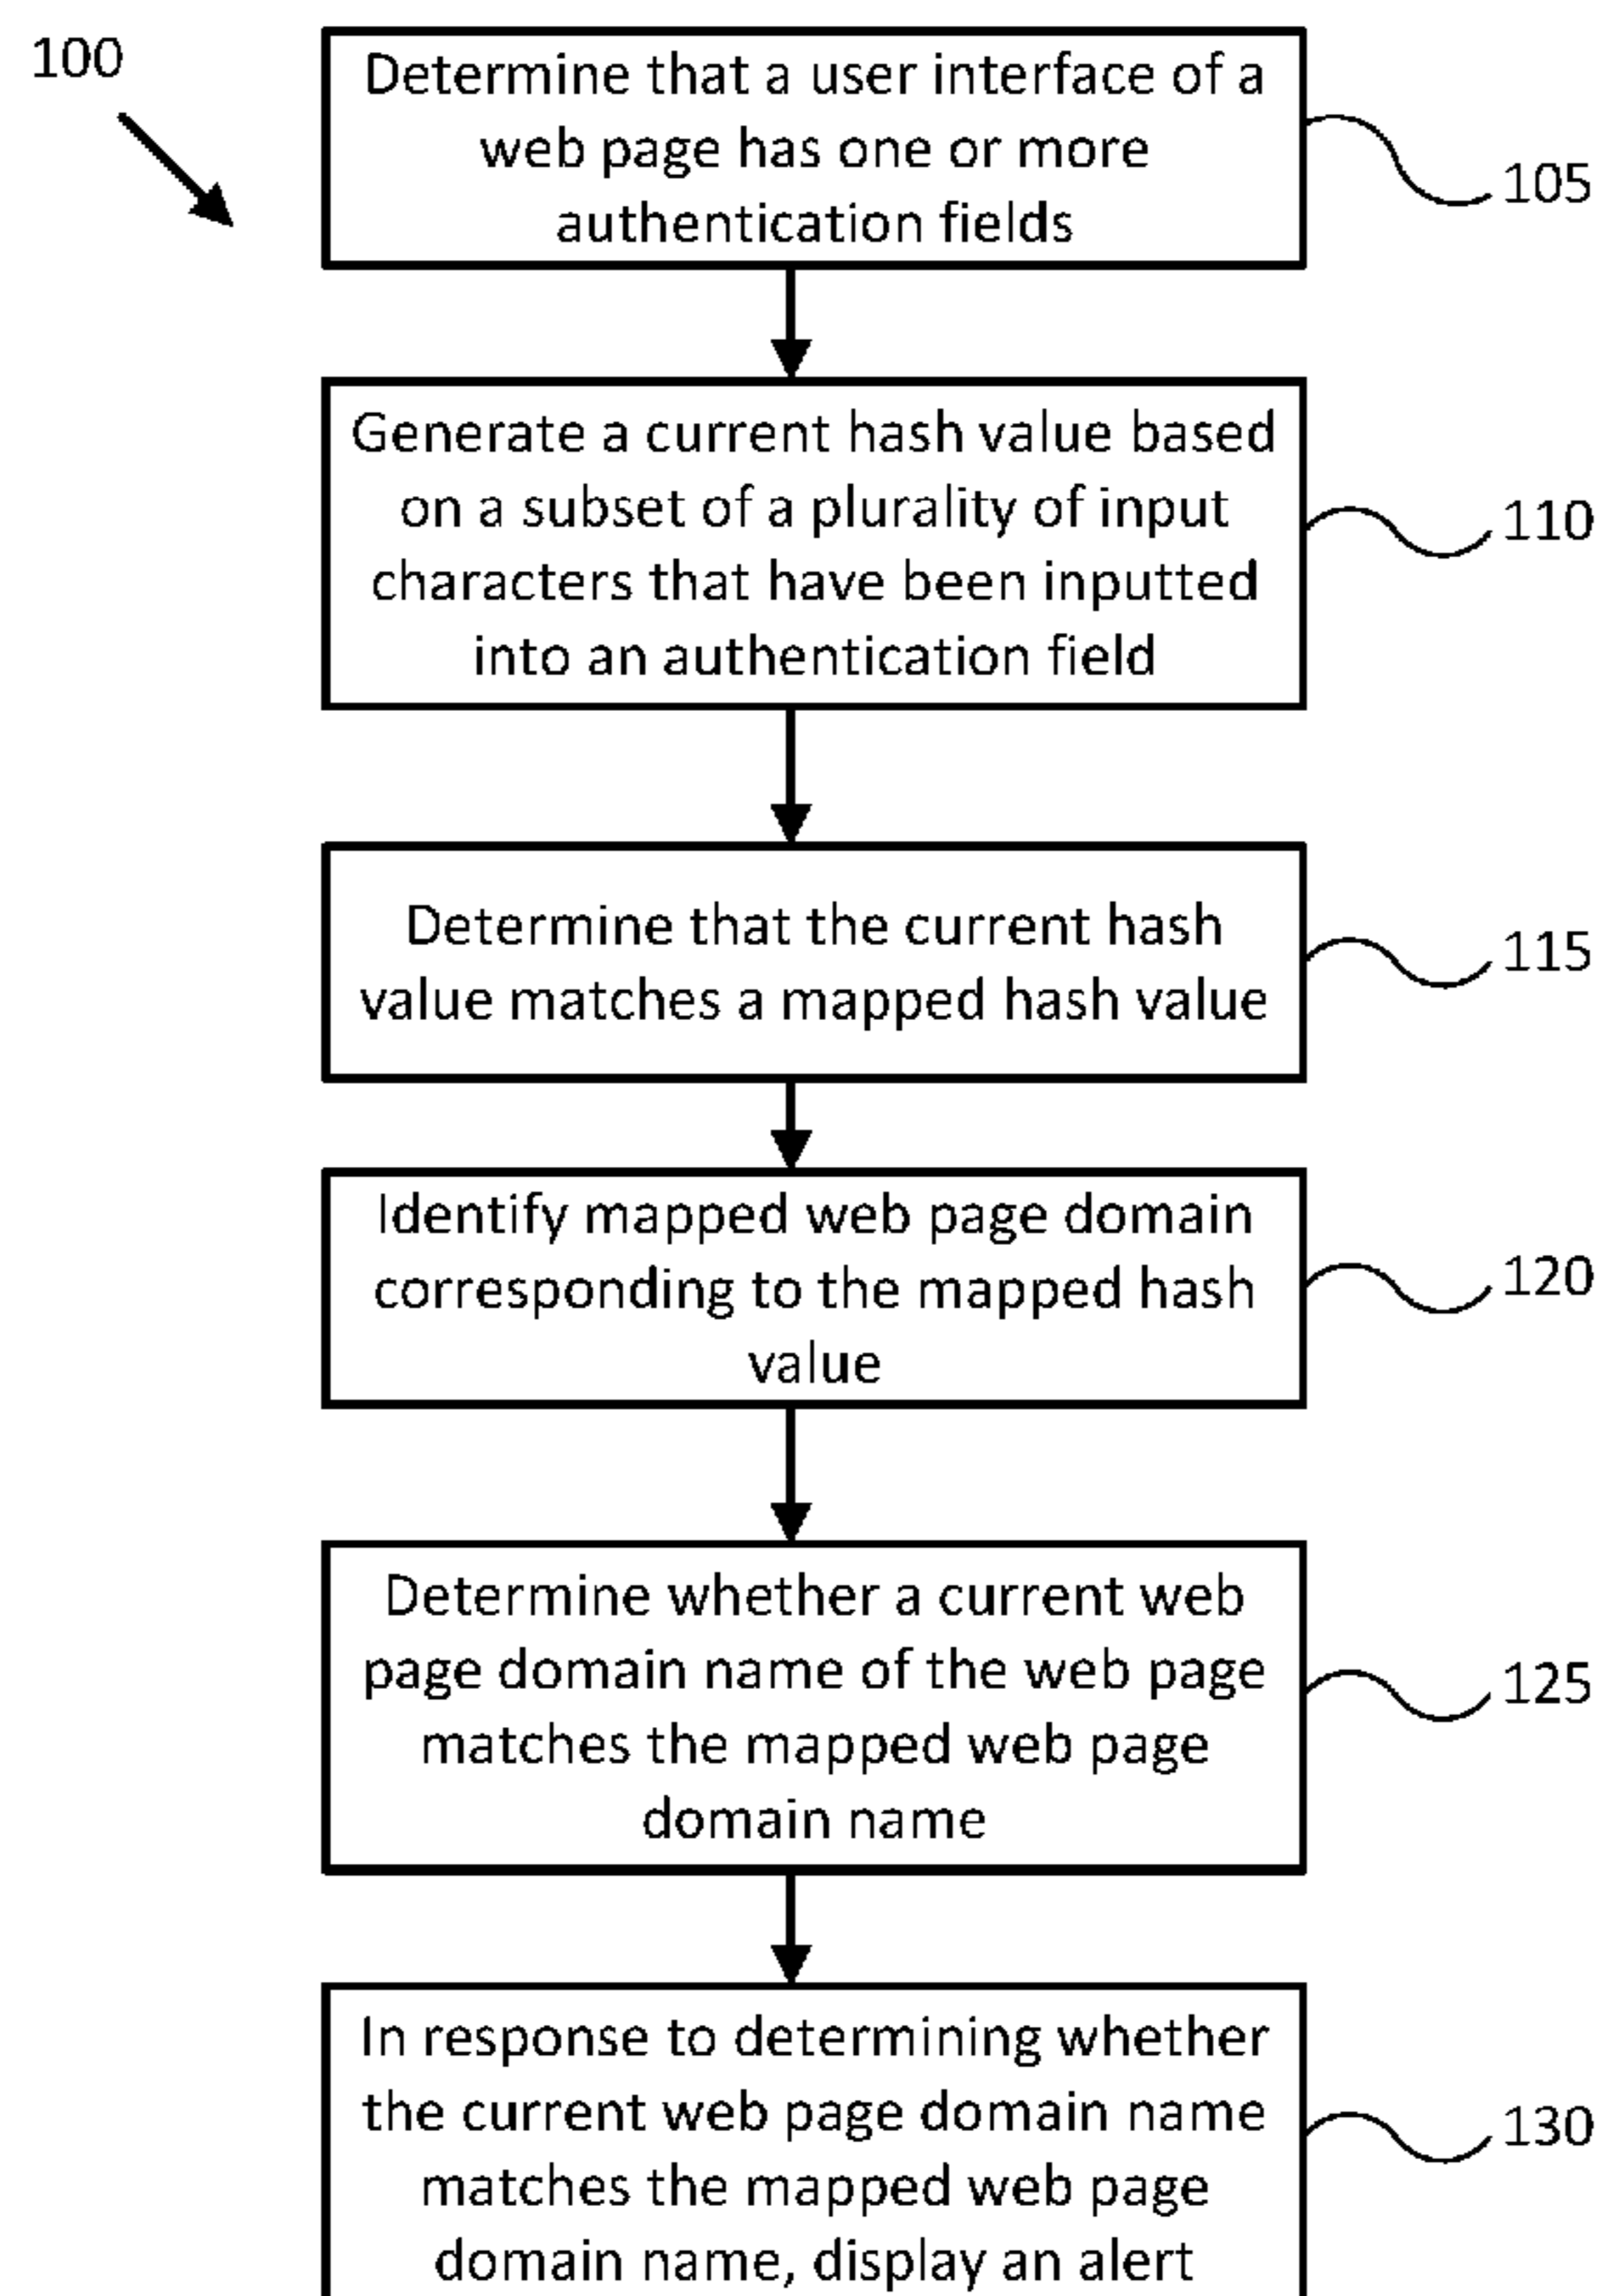 100
Determine that a user interface of a
web page has one or more
authentication fields
105
Generate a current hash value based
on a subset of a plurality of input
characters that have been inputted
into an authentication field
110
Determine that the current hash
value matches a mapped hash value
115
Identify mapped web page domain
corresponding to the mapped hash
value
120
Determine whether a current web
page domain name of the web page
matches the mapped web page
domain name
125
In response to determining whether
the current web page domain name
matches the mapped web page
domain name, display an alert
130